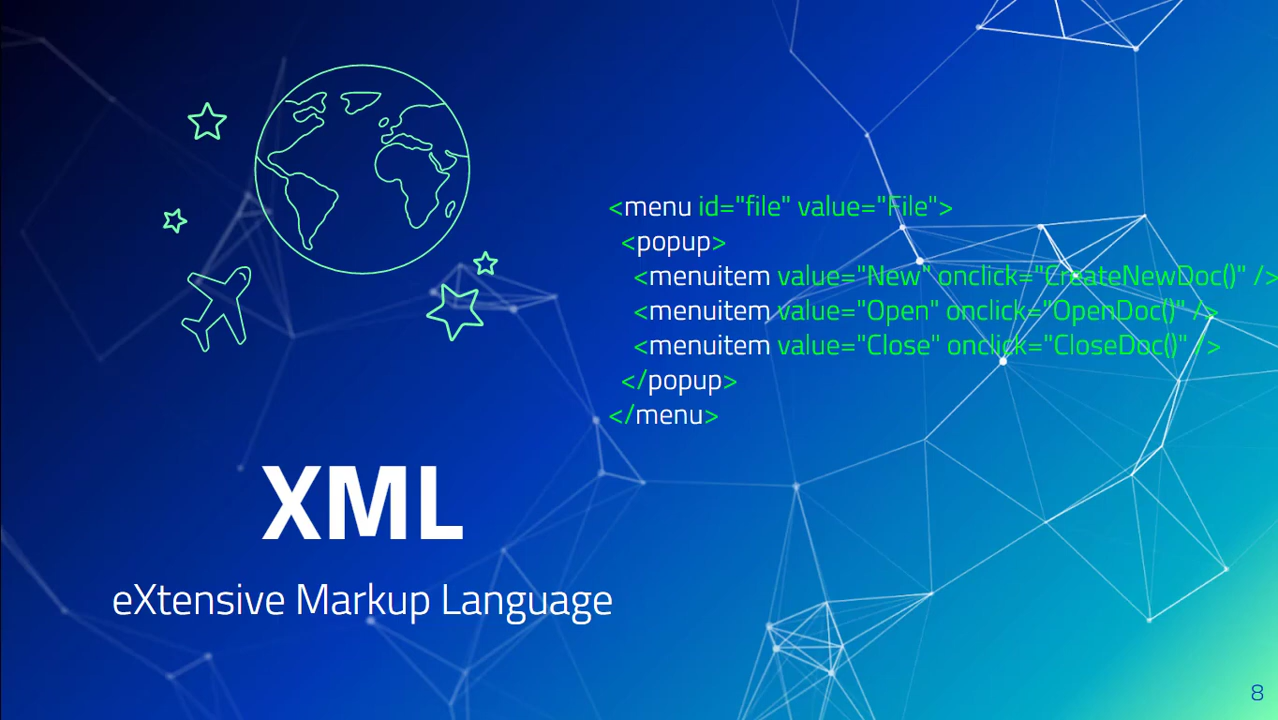 <menu id="file" value="File">
<popup>
<menuitem value="New" onclick="CreateNewDoc()" />
<menuitem value="Open" onclick="OpenDoc()" />
<menuitem value="Close" onclick="CloseDoc()" />
</popup>
</menu>
XML
eXtensive Markup Language
8